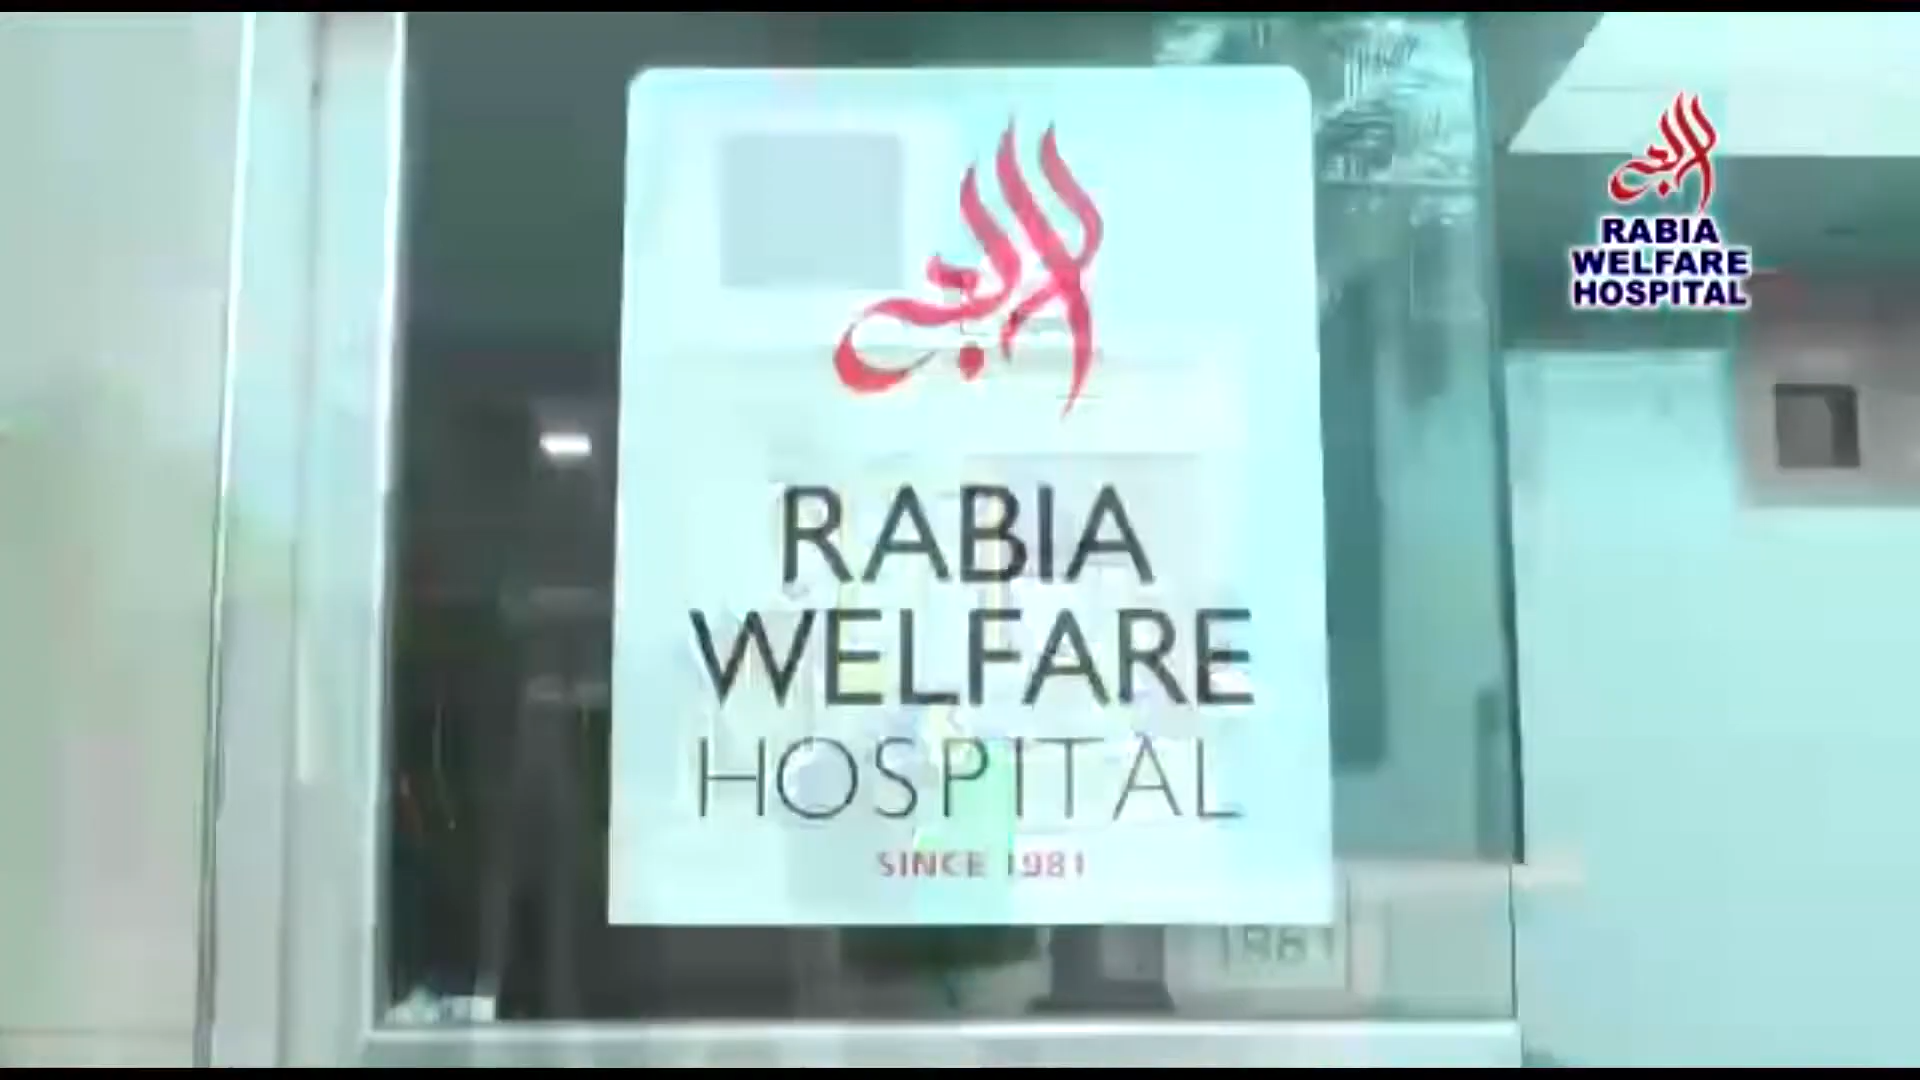 RABIA
WELFARE
HOSPITAL
SINCE 1981
RABIA
WELFARE
HOSPITAL